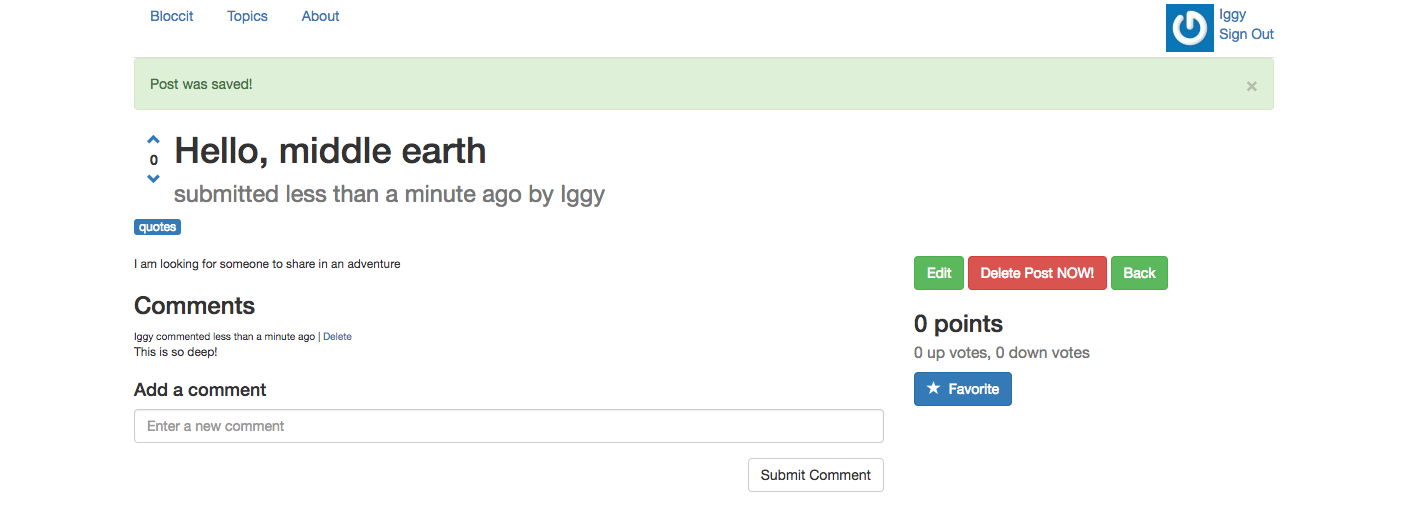 Bloccit Topics About Iggy
Sign Out
Post was saved! ×
0 Hello, middle earth
submitted less than a minute ago by Iggy
quotes
I am looking for someone to share in an adventure
Edit Delete Post NOW! Back
Comments
0 points
Iggy commented less than a minute ago | Delete
This is so deep!
0 up votes, 0 down votes
Add a comment
Favorite
Enter a new comment
Submit Comment